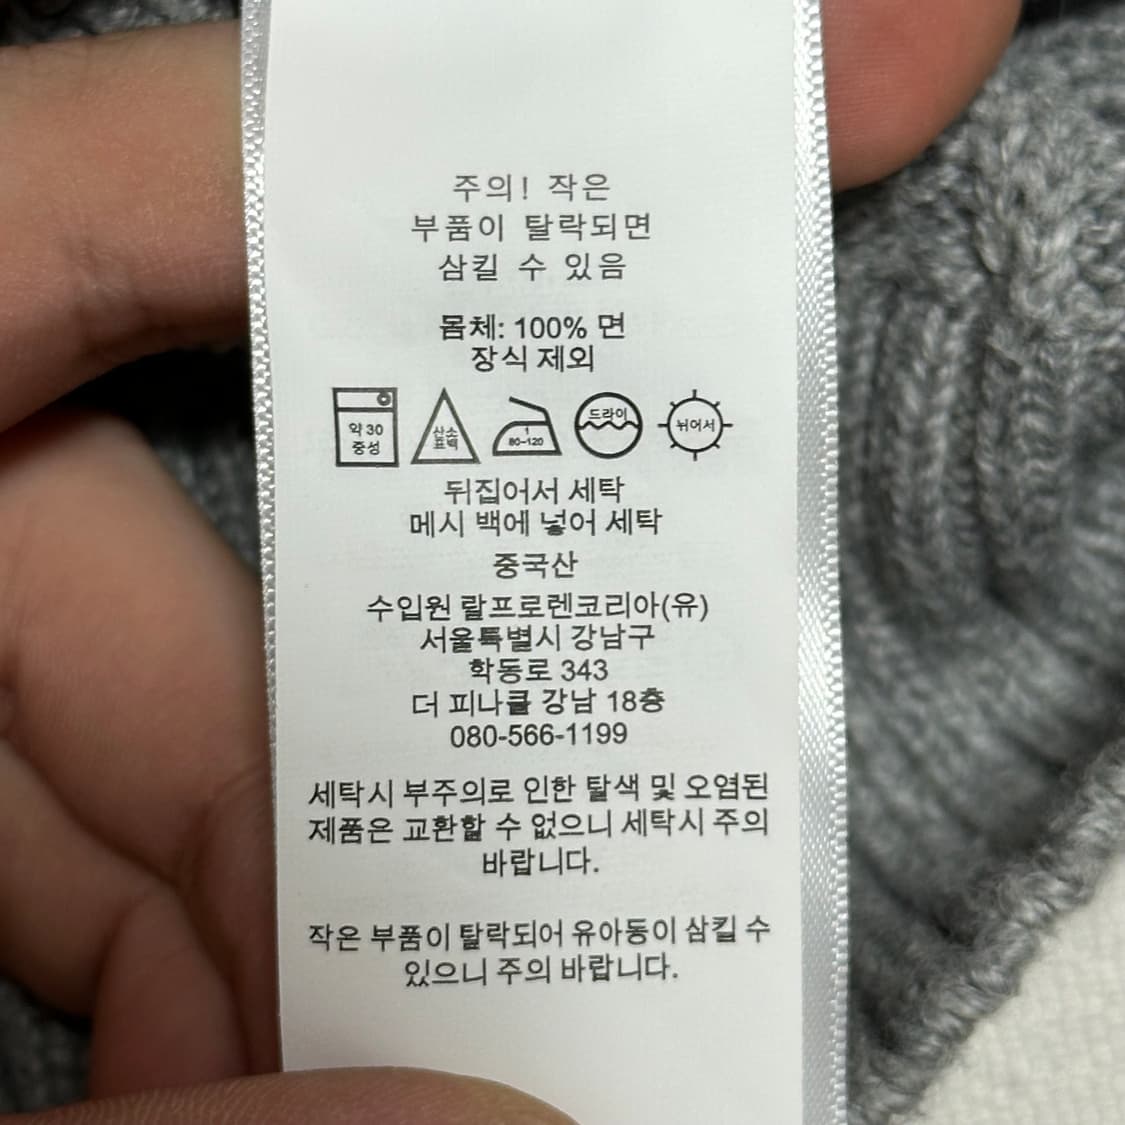 주의! 작은
부품이 탈락되면
삼킬 수 있음
몸체: 100% 면
장식 제외
약 30
중성
산소
표백
1
80-120
드라이
뉘어서
뒤집어서 세탁
메시 백에 넣어 세탁
중국산
수입원 랄프로렌코리아(유)
서울특별시 강남구
학동로 343
더 피나클 강남 18층
080-566-1199
세탁시 부주의로 인한 탈색 및 오염된
제품은 교환할 수 없으니 세탁시 주의
바랍니다.
작은 부품이 탈락되어 유아동이 삼킬 수
있으니 주의 바랍니다.